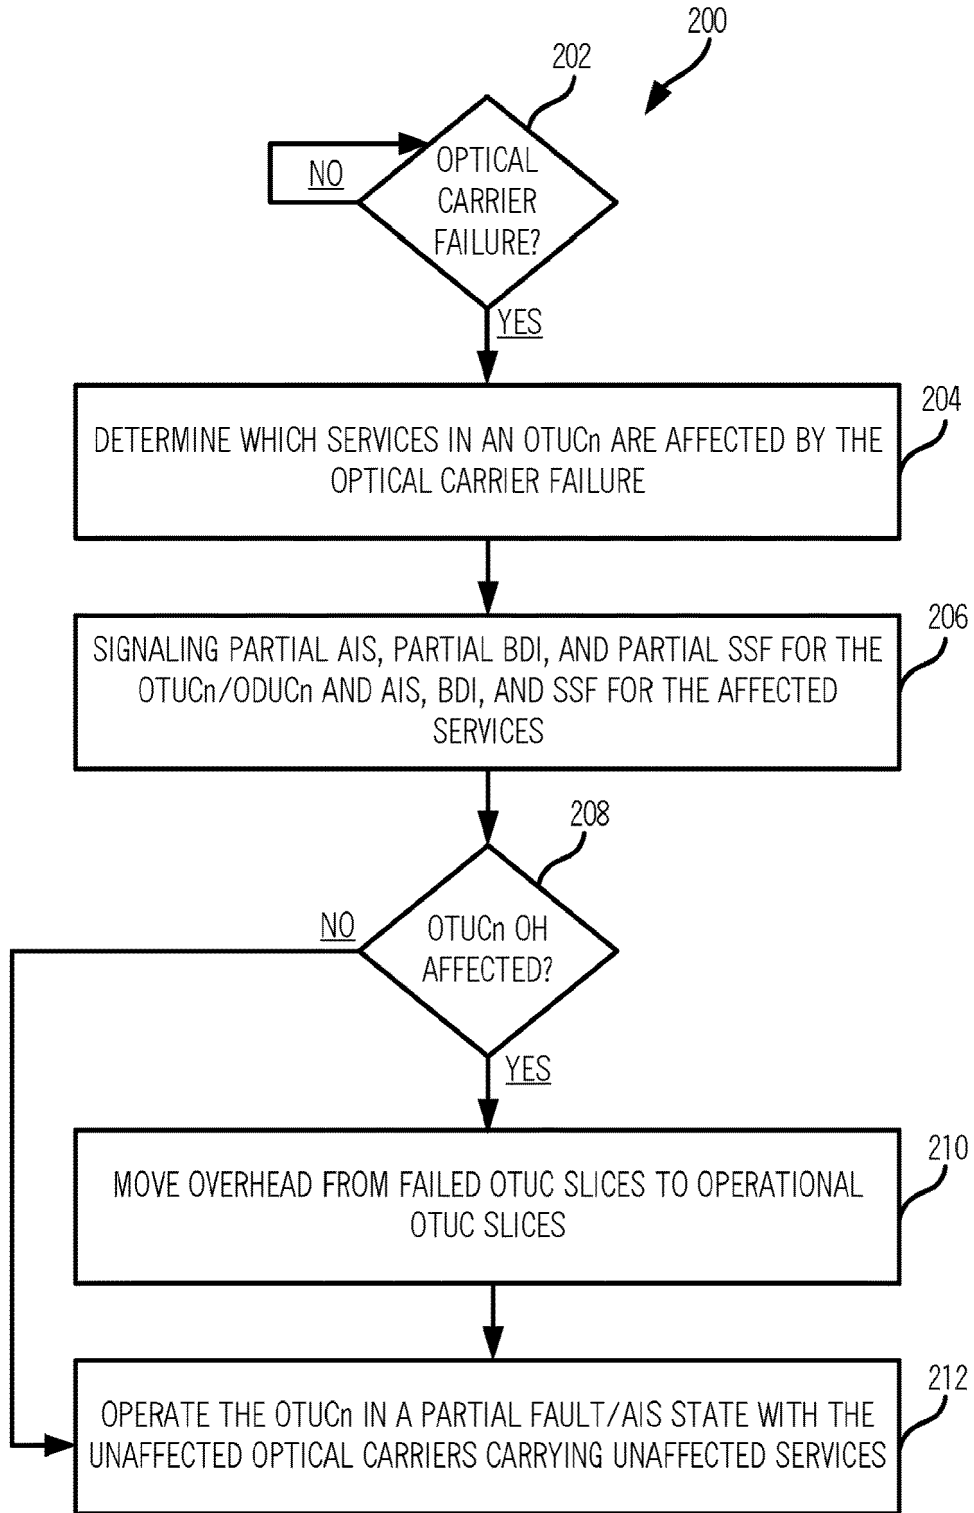 200
202
OPTICAL
CARRIER
FAILURE?
NO
YES
204
DETERMINE WHICH SERVICES IN AN OTUCn ARE AFFECTED BY THE
OPTICAL CARRIER FAILURE
206
SIGNALING PARTIAL AIS, PARTIAL BDI, AND PARTIAL SSF FOR THE
OTUCn/ODUCn AND AIS, BDI, AND SSF FOR THE AFFECTED
SERVICES
208
NO
OTUCn OH
AFFECTED?
YES
210
MOVE OVERHEAD FROM FAILED OTUC SLICES TO OPERATIONAL
OTUC SLICES
212
OPERATE THE OTUCn IN A PARTIAL FAULT/AIS STATE WITH THE
UNAFFECTED OPTICAL CARRIERS CARRYING UNAFFECTED SERVICES